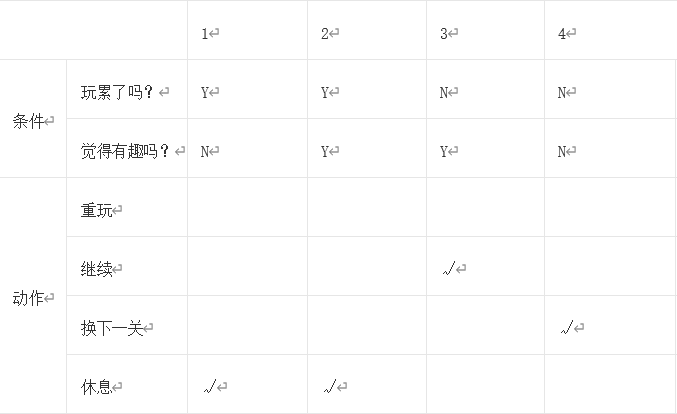 1 2 3 4
条件 玩累了吗？ Y Y N N
觉得有趣吗？ N Y Y N
动作 重玩
继续 √
换下一关 √
休息 √ √